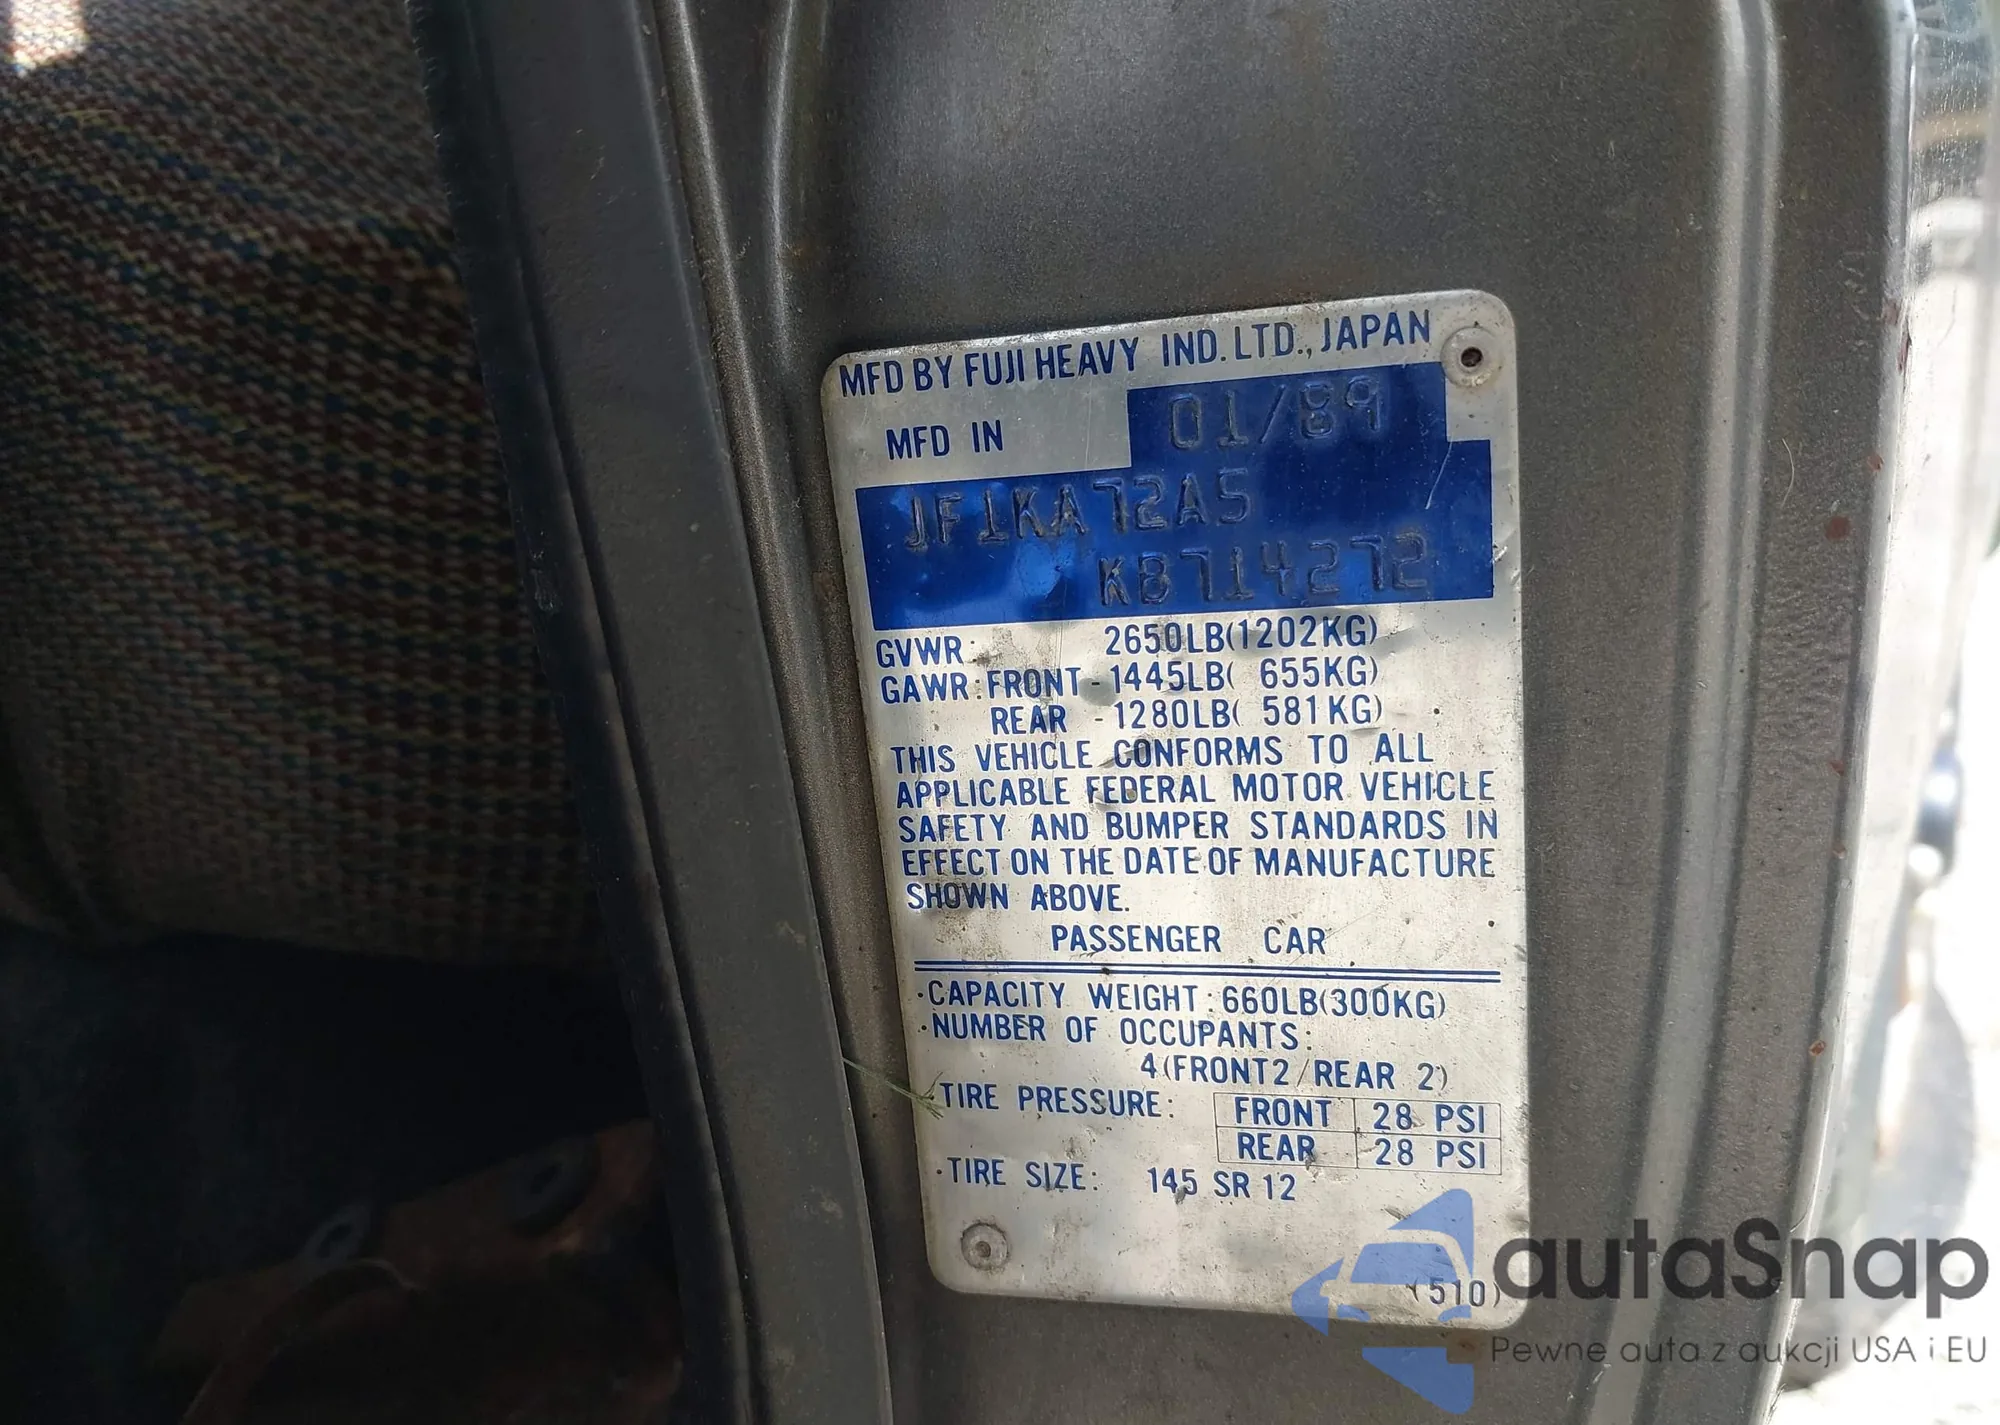 MFD BY FUJI HEAVY IND. LTD., JAPAN
MFD IN 01/89
JF1KA72A5
KB714272
GVWR: 2650LB(1202KG)
GAWR: FRONT - 1445LB( 655KG)
REAR - 1280LB( 581KG)
THIS VEHICLE CONFORMS TO ALL
APPLICABLE FEDERAL MOTOR VEHICLE
SAFETY AND BUMPER STANDARDS IN
EFFECT ON THE DATE OF MANUFACTURE
SHOWN ABOVE.
PASSENGER CAR
·CAPACITY WEIGHT: 660LB(300KG)
·NUMBER OF OCCUPANTS:
4(FRONT2/REAR 2)
·TIRE PRESSURE: FRONT 28 PSI
REAR 28 PSI
·TIRE SIZE: 145 SR 12
(510)
autaSnap
Pewne auta z aukcji USA i EU